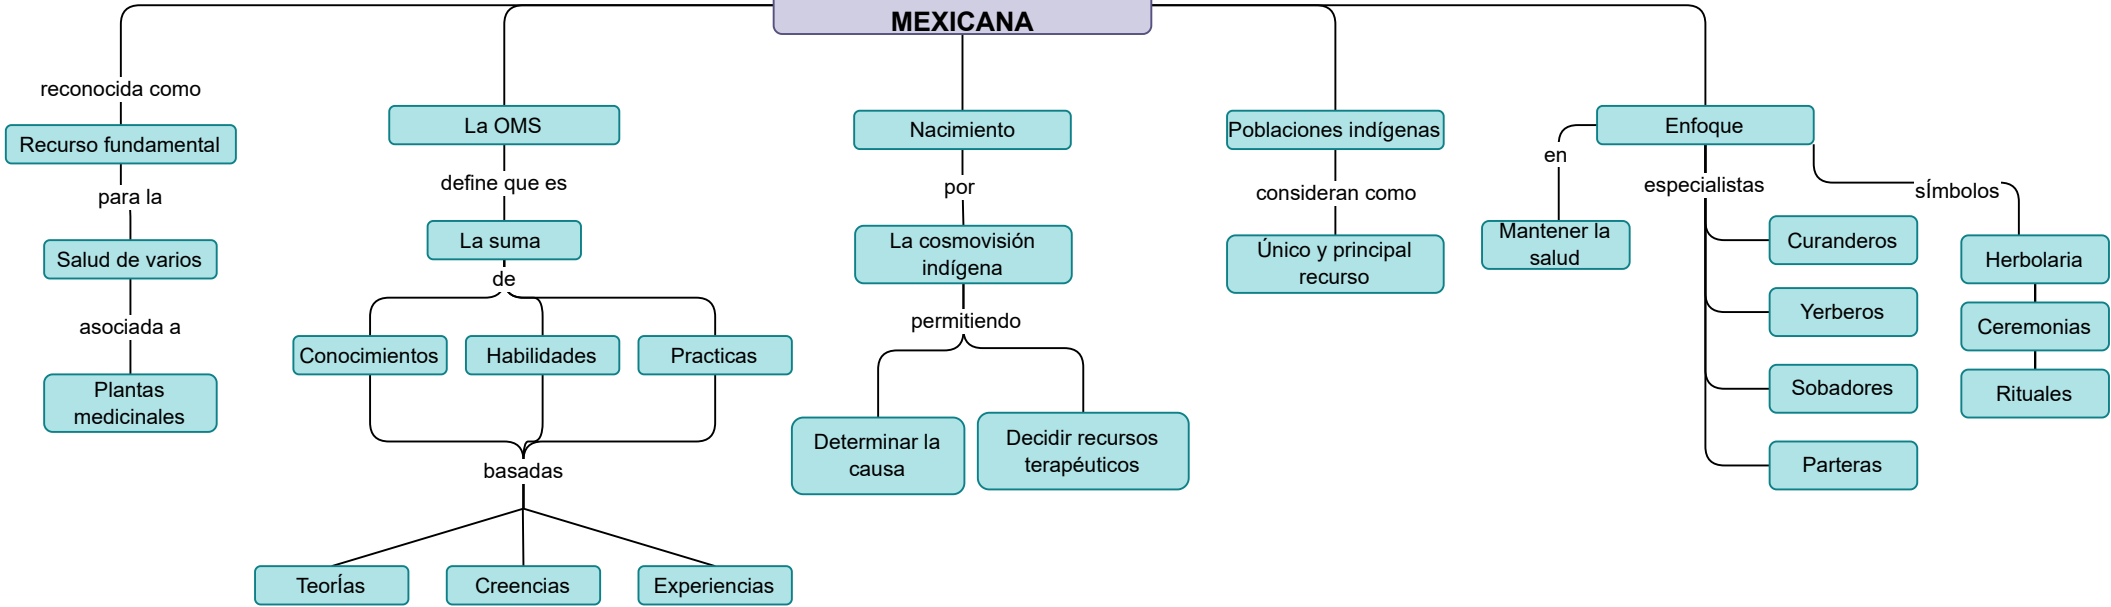 MEXICANA
reconocida como
Recurso fundamental
para la
Salud de varios
asociada a
Plantas
medicinales
La OMS
define que es
La suma
de
Conocimientos
Habilidades
Practicas
basadas
TeorÍas
Creencias
Experiencias
Nacimiento
por
La cosmovisión
indígena
permitiendo
Determinar la
causa
Decidir recursos
terapéuticos
Poblaciones indígenas
consideran como
Único y principal
recurso
Enfoque
en
Mantener la
salud
especialistas
Curanderos
Yerberos
Sobadores
Parteras
sÍmbolos
Herbolaria
Ceremonias
Rituales